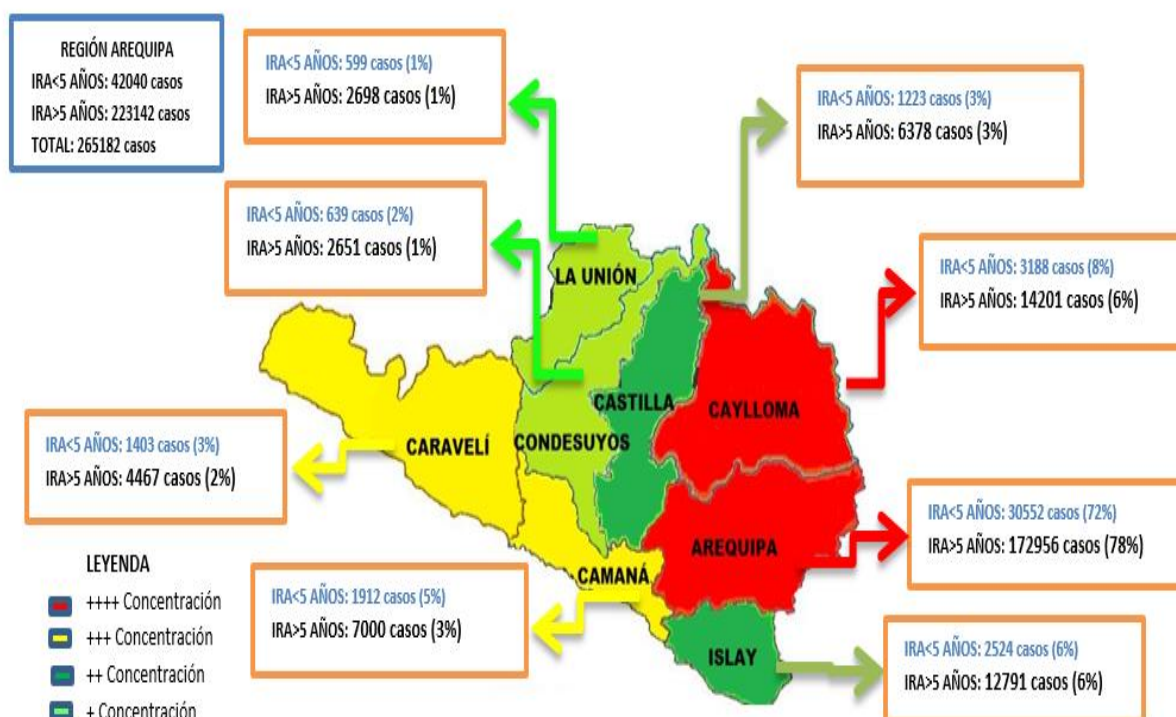 REGIÓN AREQUIPA
IRA<5 AÑOS: 42040 casos
IRA>5 AÑOS: 223142 casos
TOTAL: 265182 casos
IRA<5 AÑOS: 599 casos (1%)
IRA>5 AÑOS: 2698 casos (1%)
IRA<5 AÑOS: 1223 casos (3%)
IRA>5 AÑOS: 6378 casos (3%)
IRA<5 AÑOS: 639 casos (2%)
IRA>5 AÑOS: 2651 casos (1%)
IRA<5 AÑOS: 3188 casos (8%)
IRA>5 AÑOS: 14201 casos (6%)
LA UNIÓN
CASTILLA
CAYLLOMA
CARAVELÍ
CONDESUYOS
IRA<5 AÑOS: 1403 casos (3%)
IRA>5 AÑOS: 4467 casos (2%)
IRA<5 AÑOS: 30552 casos (72%)
IRA>5 AÑOS: 172956 casos (78%)
AREQUIPA
CAMANÁ
ISLAY
LEYENDA
++++ Concentración
+++ Concentración
++ Concentración
+ Concentración
IRA<5 AÑOS: 1912 casos (5%)
IRA>5 AÑOS: 7000 casos (3%)
IRA<5 AÑOS: 2524 casos (6%)
IRA>5 AÑOS: 12791 casos (6%)